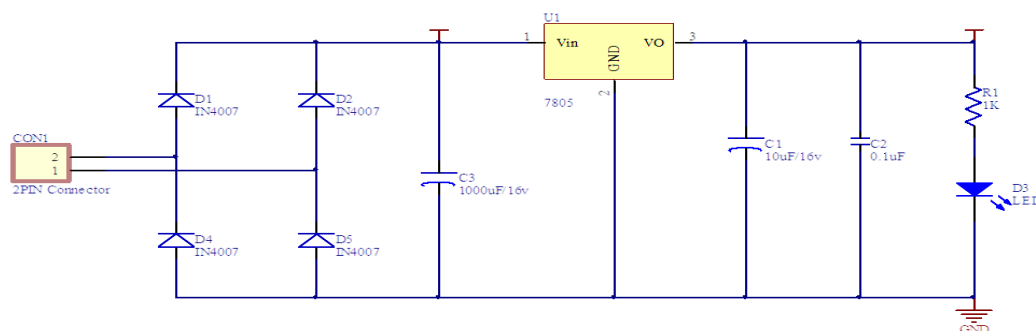 U1
1
Vin
VO
3
GND
2
7805
D1
IN4007
D2
IN4007
R1
1K
CON1
2
1
2PIN Connector
C3
1000uF/16v
C1
10uF/16v
C2
0.1uF
D3
LED
D4
IN4007
D5
IN4007
GND